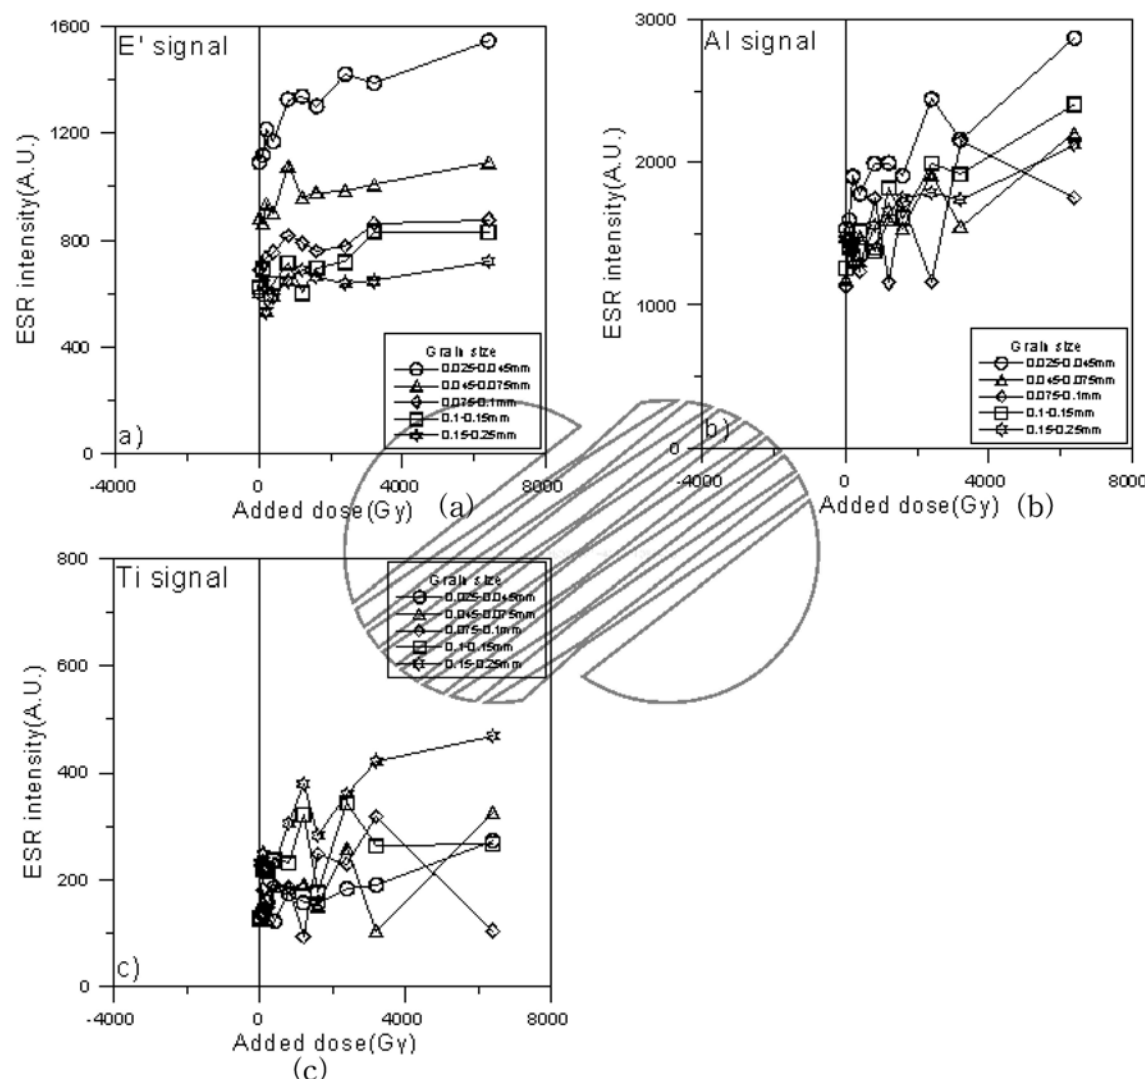 E' signal
1600
1200
800
400
0
ESR intensity(A.U.)
Grain size
0.025-0.045mm
0.045-0.075mm
0.075-0.1mm
0.1-0.15mm
0.15-0.25mm
a)
-4000
0
4000
8000
Added dose(Gy)
(a)
Al signal
3000
2000
1000
0
ESR intensity(A.U.)
Grain size
0.025-0.045mm
0.045-0.075mm
0.075-0.1mm
0.1-0.15mm
0.15-0.25mm
b)
-4000
0
4000
8000
Added dose(Gy)
(b)
Ti signal
800
600
400
200
0
ESR intensity(A.U.)
Grain size
0.025-0.045mm
0.045-0.075mm
0.075-0.1mm
0.1-0.15mm
0.15-0.25mm
c)
-4000
0
4000
8000
Added dose(Gy)
(c)